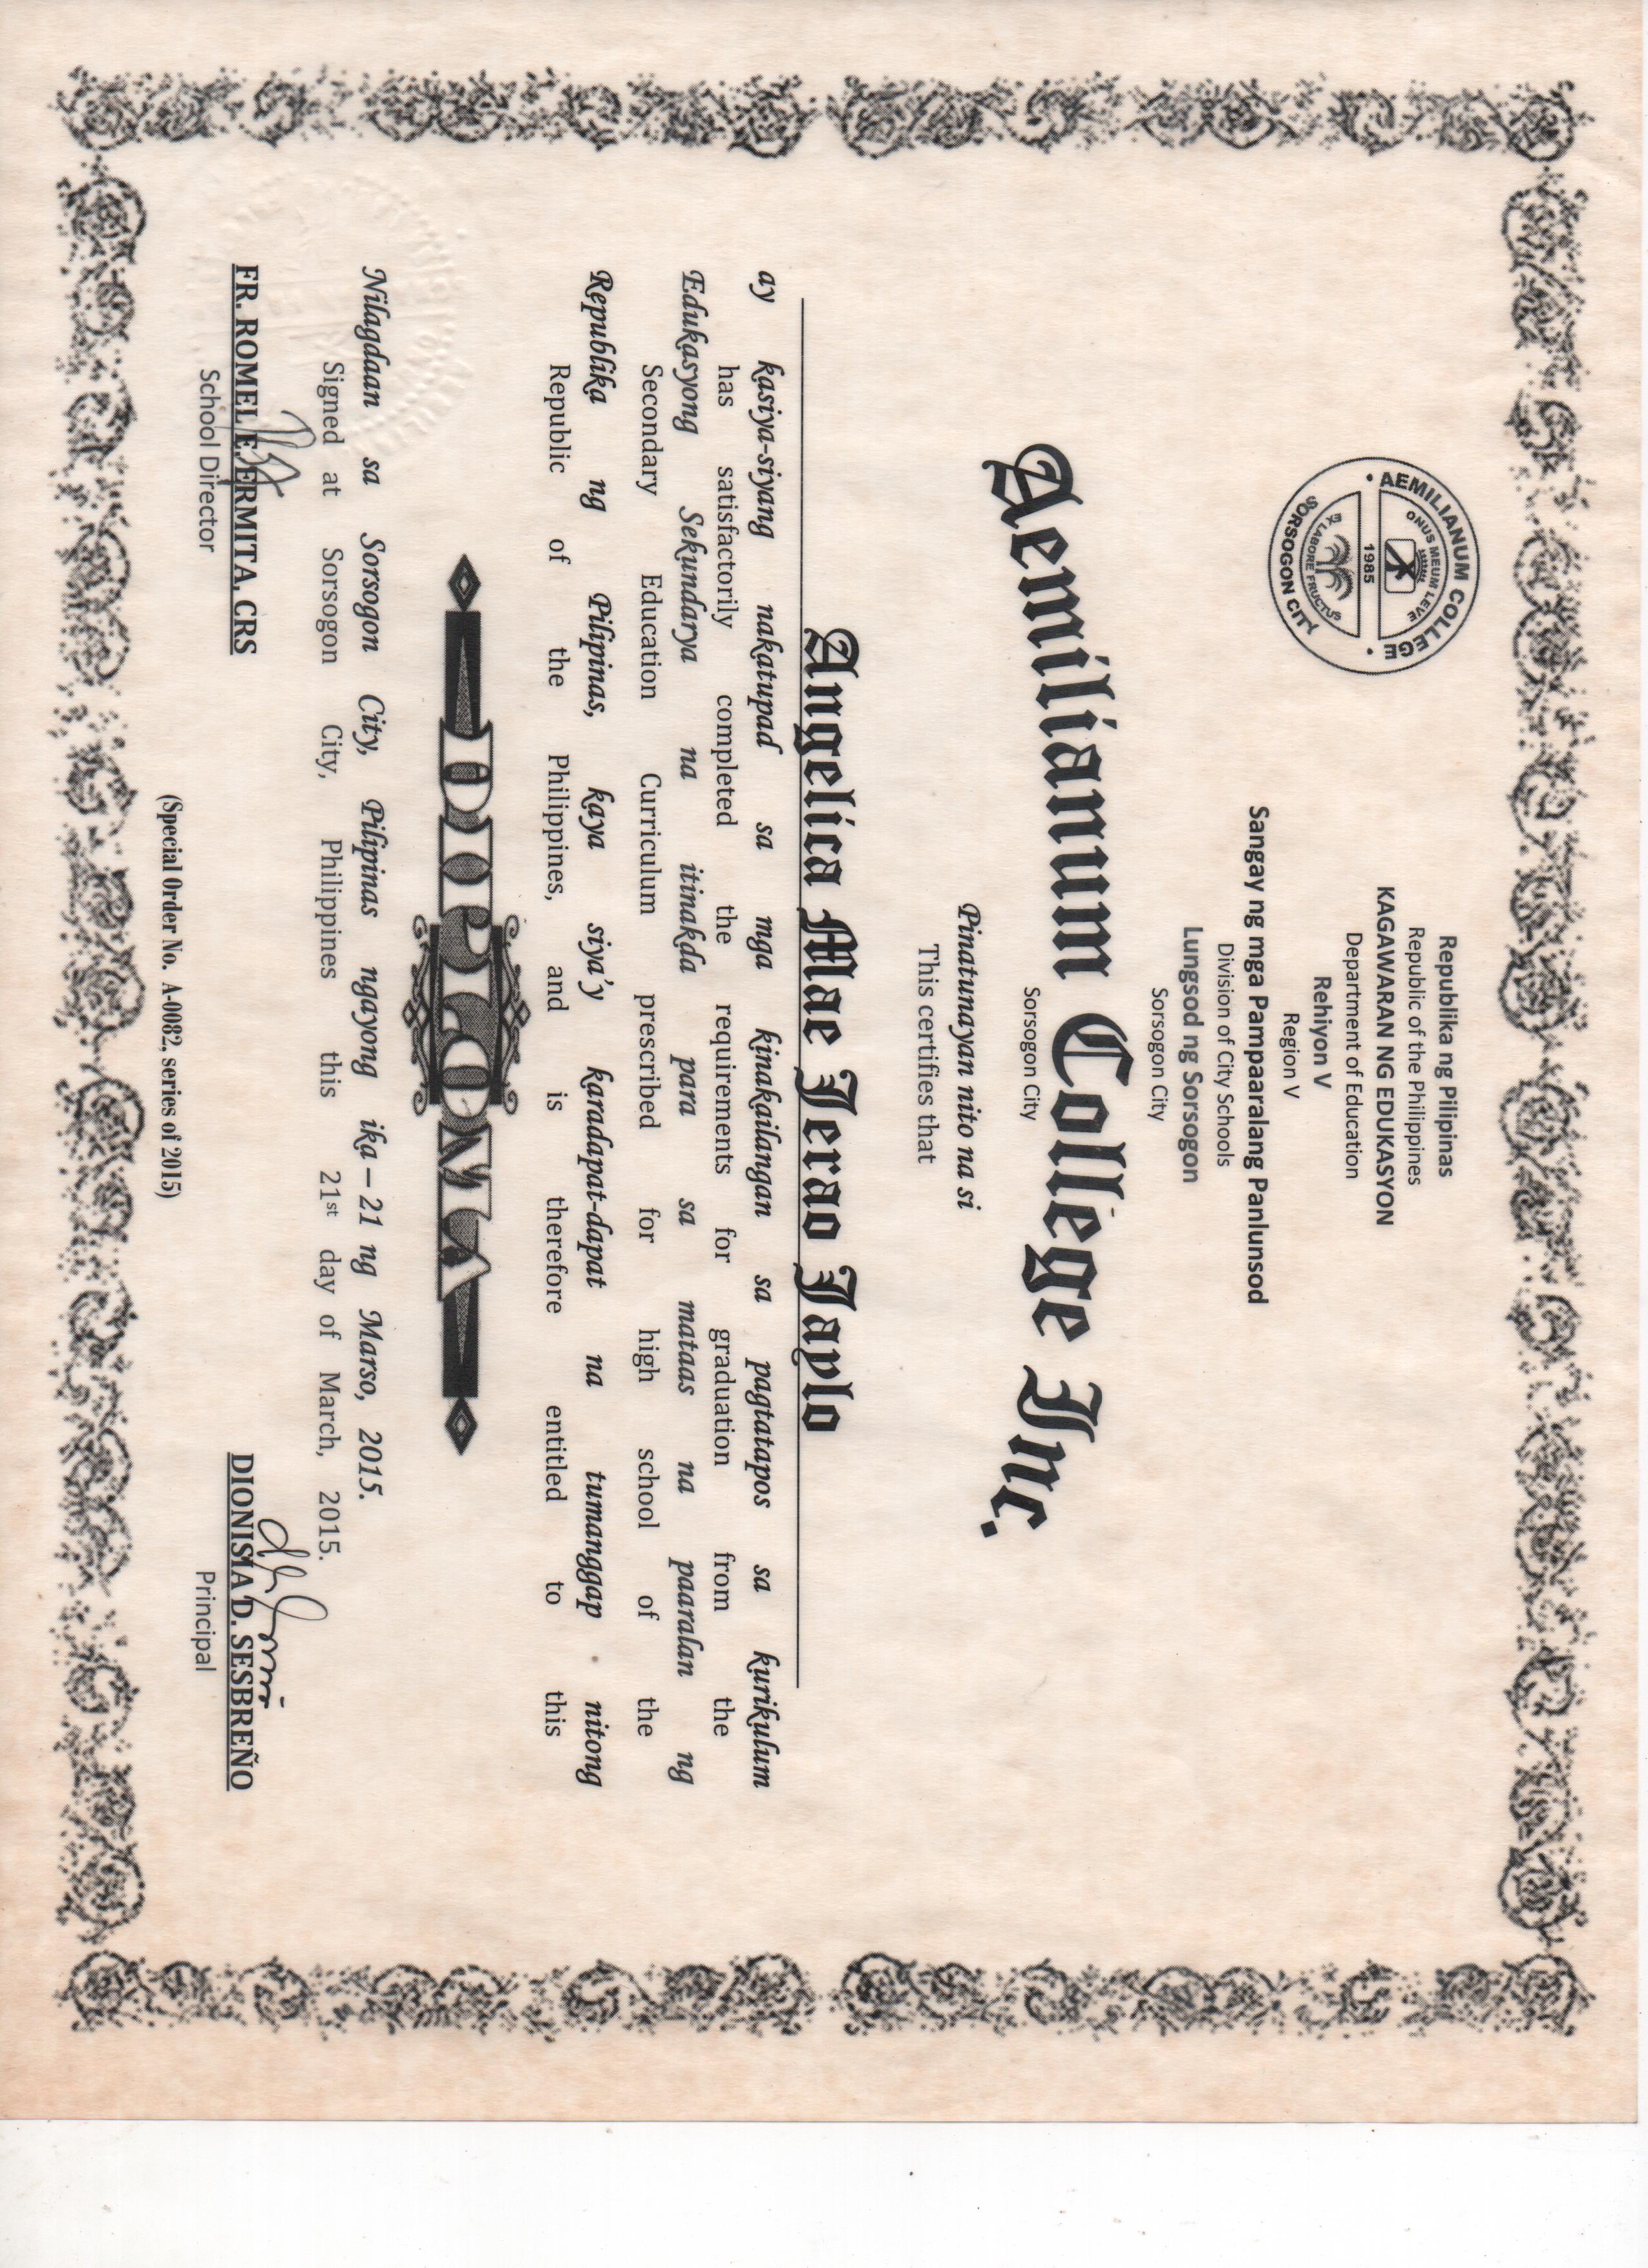 AEMILIANUM COLLEGE
ONUS MEUM LEVE
1985
EX LABORE FRUCTUS
SORSOGON CITY
Republika ng Pilipinas
Republic of the Philippines
KAGAWARAN NG EDUKASYON
Department of Education
Rehiyon V
Region V
Sangay ng mga Pampaaralang Panlunsod
Division of City Schools
Lungsod ng Sorsogon
Sorsogon City
Aemilianum College Inc.
Sorsogon City
Pinatunayan nito na si
This certifies that
Angelica Mae Jerao Jaylo
ay kasiya-siyang nakatupad sa mga kinakailangan sa pagtatapos sa kurikulum
has satisfactorily completed the requirements for graduation from the
Edukasyong Sekundarya na itinakda para sa mataas na paaralan ng
Secondary Education Curriculum prescribed for high school of the
Republika ng Pilipinas, kaya siya'y karadapat-dapat na tumanggap nitong
Republic of the Philippines, and is therefore entitled to this
DIPLOMA
Nilagdaan sa Sorsogon City, Pilipinas ngayong ika – 21 ng Marso, 2015.
Signed at Sorsogon City, Philippines this 21st day of March, 2015.
FR. ROMEL E. ERMITA, CRS
School Director
DIONISIA D. SESBREÑO
Principal
(Special Order No. A-0082, series of 2015)